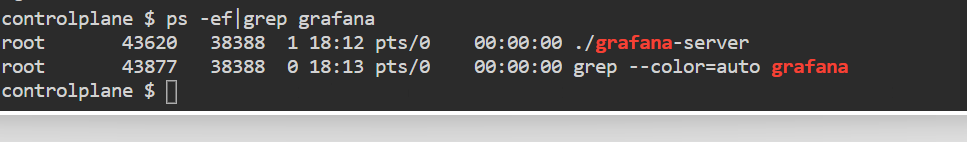 controlplane $ ps -ef|grep grafana
root       43620   38388  1 18:12 pts/0    00:00:00 ./grafana-server
root       43877   38388  0 18:13 pts/0    00:00:00 grep --color=auto grafana
controlplane $